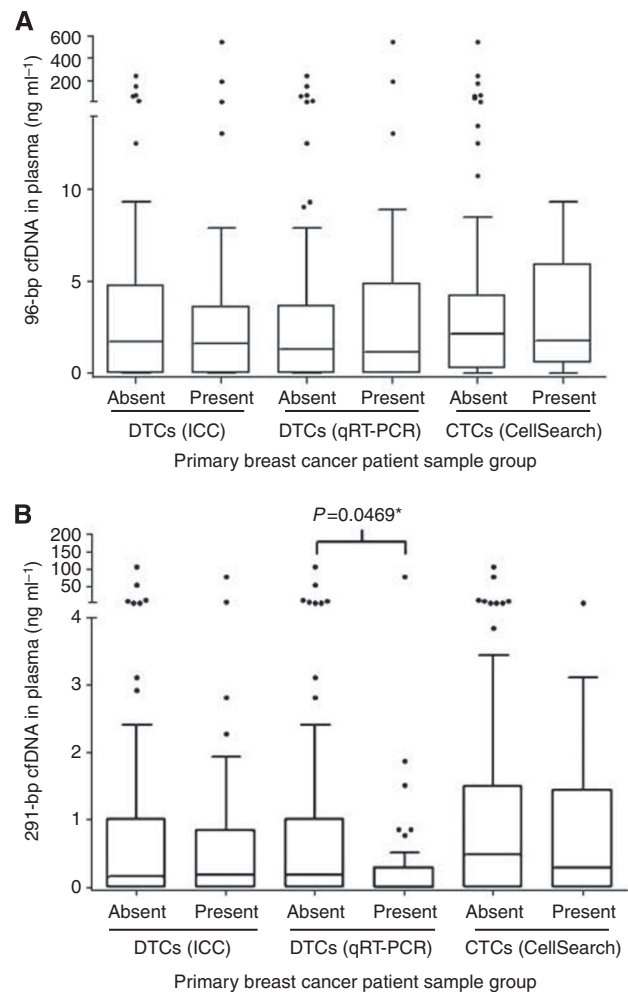 A
600
400
200
10
5
0
96-bp cfDNA in plasma (ng ml⁻¹)
Absent Present Absent Present Absent Present
DTCs (ICC) DTCs (qRT-PCR) CTCs (CellSearch)
Primary breast cancer patient sample group
B
P=0.0469*
200
150
100
50
4
3
2
1
0
291-bp cfDNA in plasma (ng ml⁻¹)
Absent Present Absent Present Absent Present
DTCs (ICC) DTCs (qRT-PCR) CTCs (CellSearch)
Primary breast cancer patient sample group